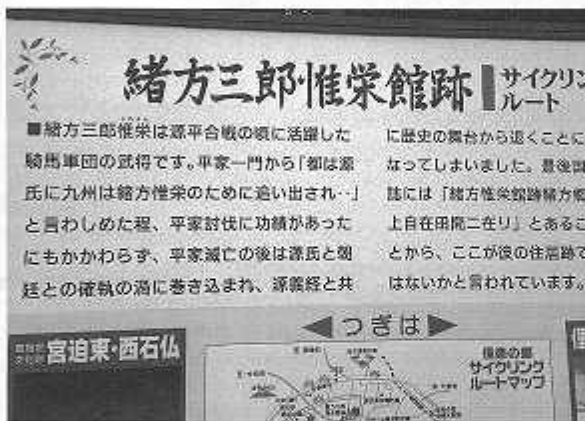 緒方三郎惟栄館跡
サイクリン
ルート
■緒方三郎惟栄は源平合戦の頃に活躍した
騎馬軍団の武将です。平家一門から「都は源
氏に九州は緒方惟栄のために追い出され‥」
と言わしめた程、平家討伐に功績があった
にもかかわらず、平家滅亡の後は源氏と朝
廷との確執の渦に巻き込まれ、源義経と共
に歴史の舞台から退くことに
なってしまいました。豊後
誌には「緒方惟栄館跡緒方
上自在田間二在リ」とあるこ
とから、ここが彼の住居跡で
はないかと言われています。
◀つぎは▶
宮迫東・西石仏
サイクリング
ルートマップ